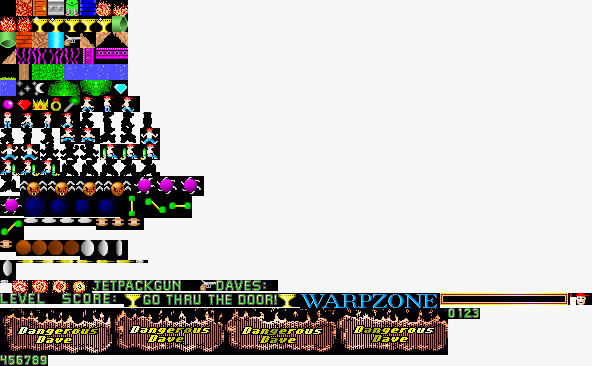 JETPACKGUN DAVES:
LEVEL SCORE: GO THRU THE DOOR! WARPZONE
0123
Dangerous Dave Dangerous Dave Dangerous Dave Dangerous Dave
456789